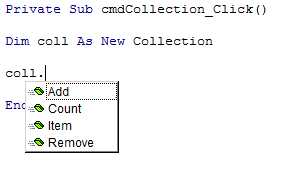 Private Sub cmdCollection_Click()
Dim coll As New Collection
coll.
Add
Count
Item
Remove
End